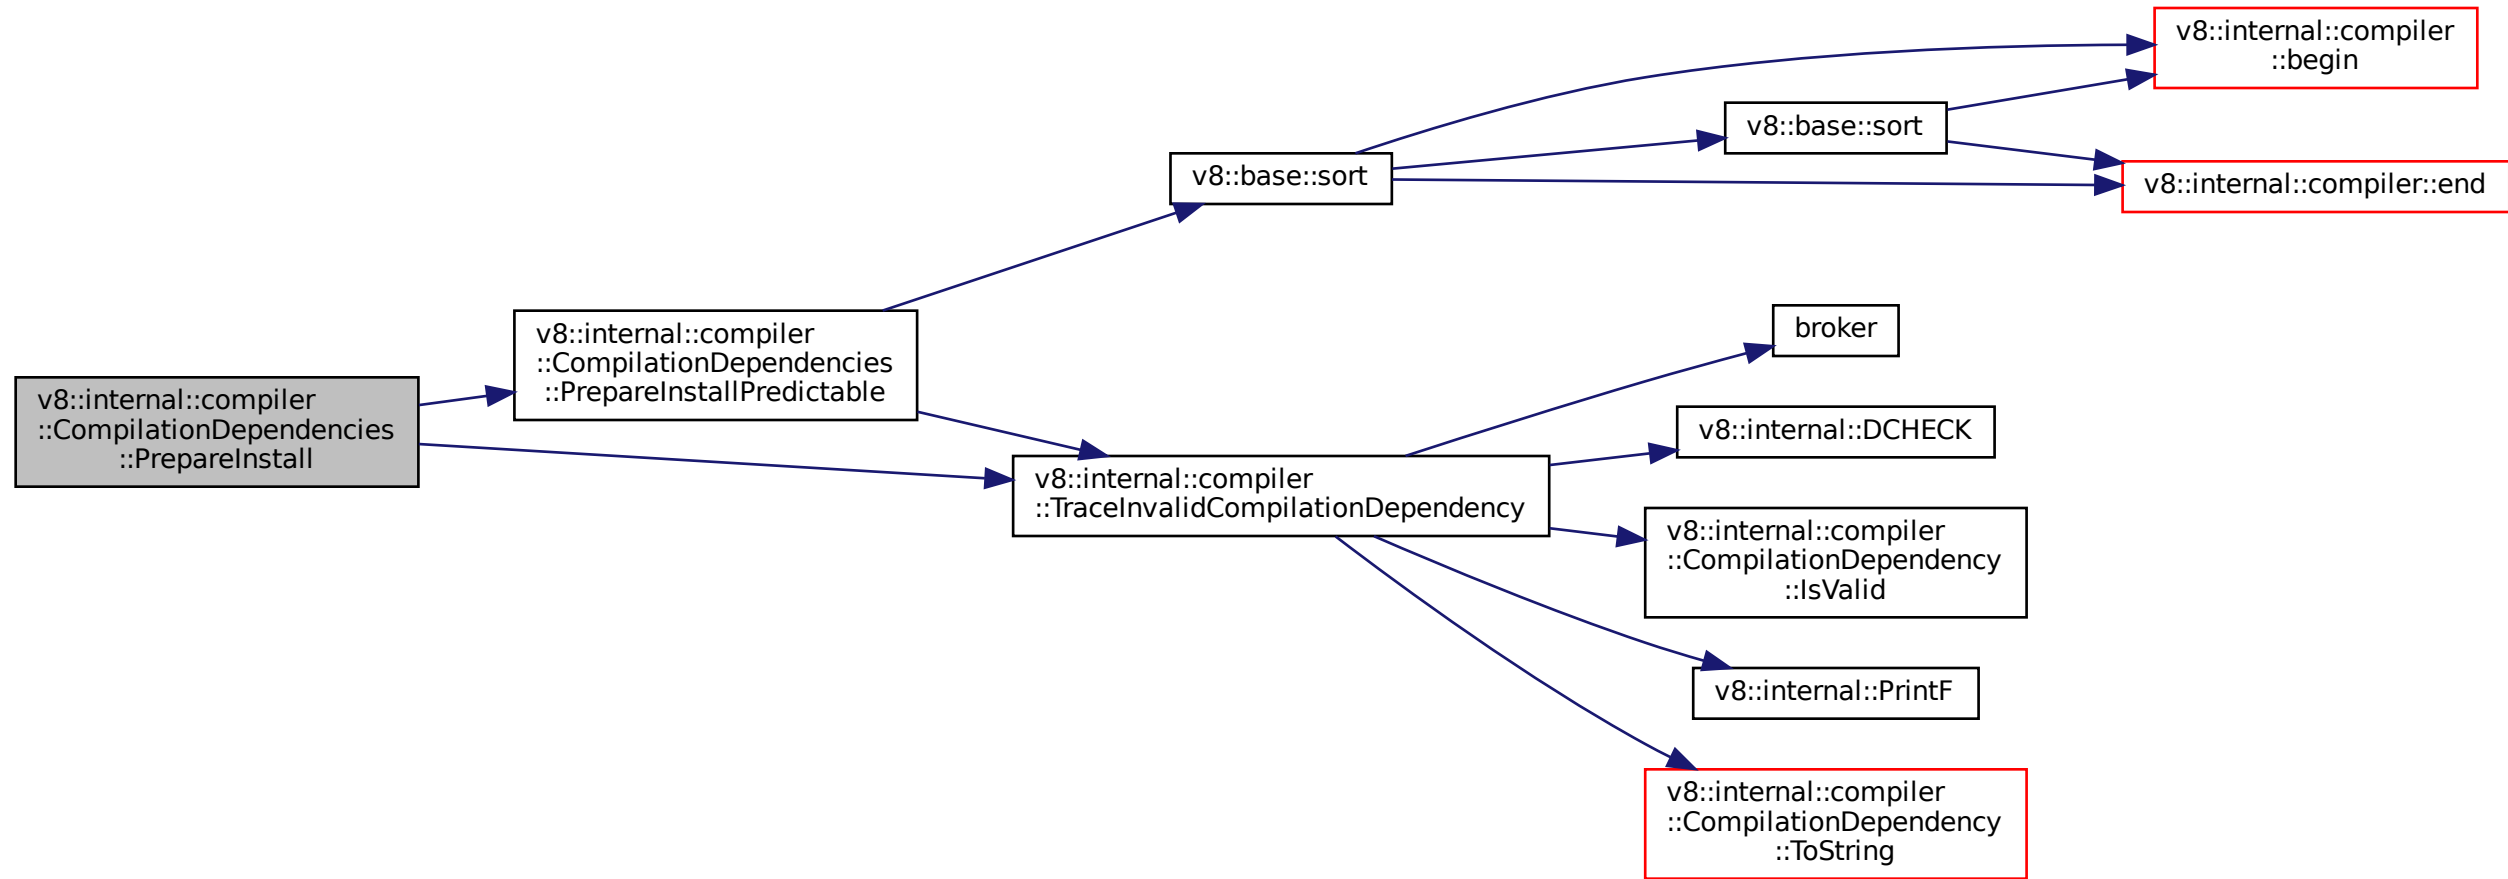 v8::internal::compiler
::CompilationDependencies
::PrepareInstall
v8::internal::compiler
::CompilationDependencies
::PrepareInstallPredictable
v8::base::sort
v8::internal::compiler
::TraceInvalidCompilationDependency
v8::internal::compiler
::begin
v8::base::sort
v8::internal::compiler::end
broker
v8::internal::DCHECK
v8::internal::compiler
::CompilationDependency
::IsValid
v8::internal::PrintF
v8::internal::compiler
::CompilationDependency
::ToString